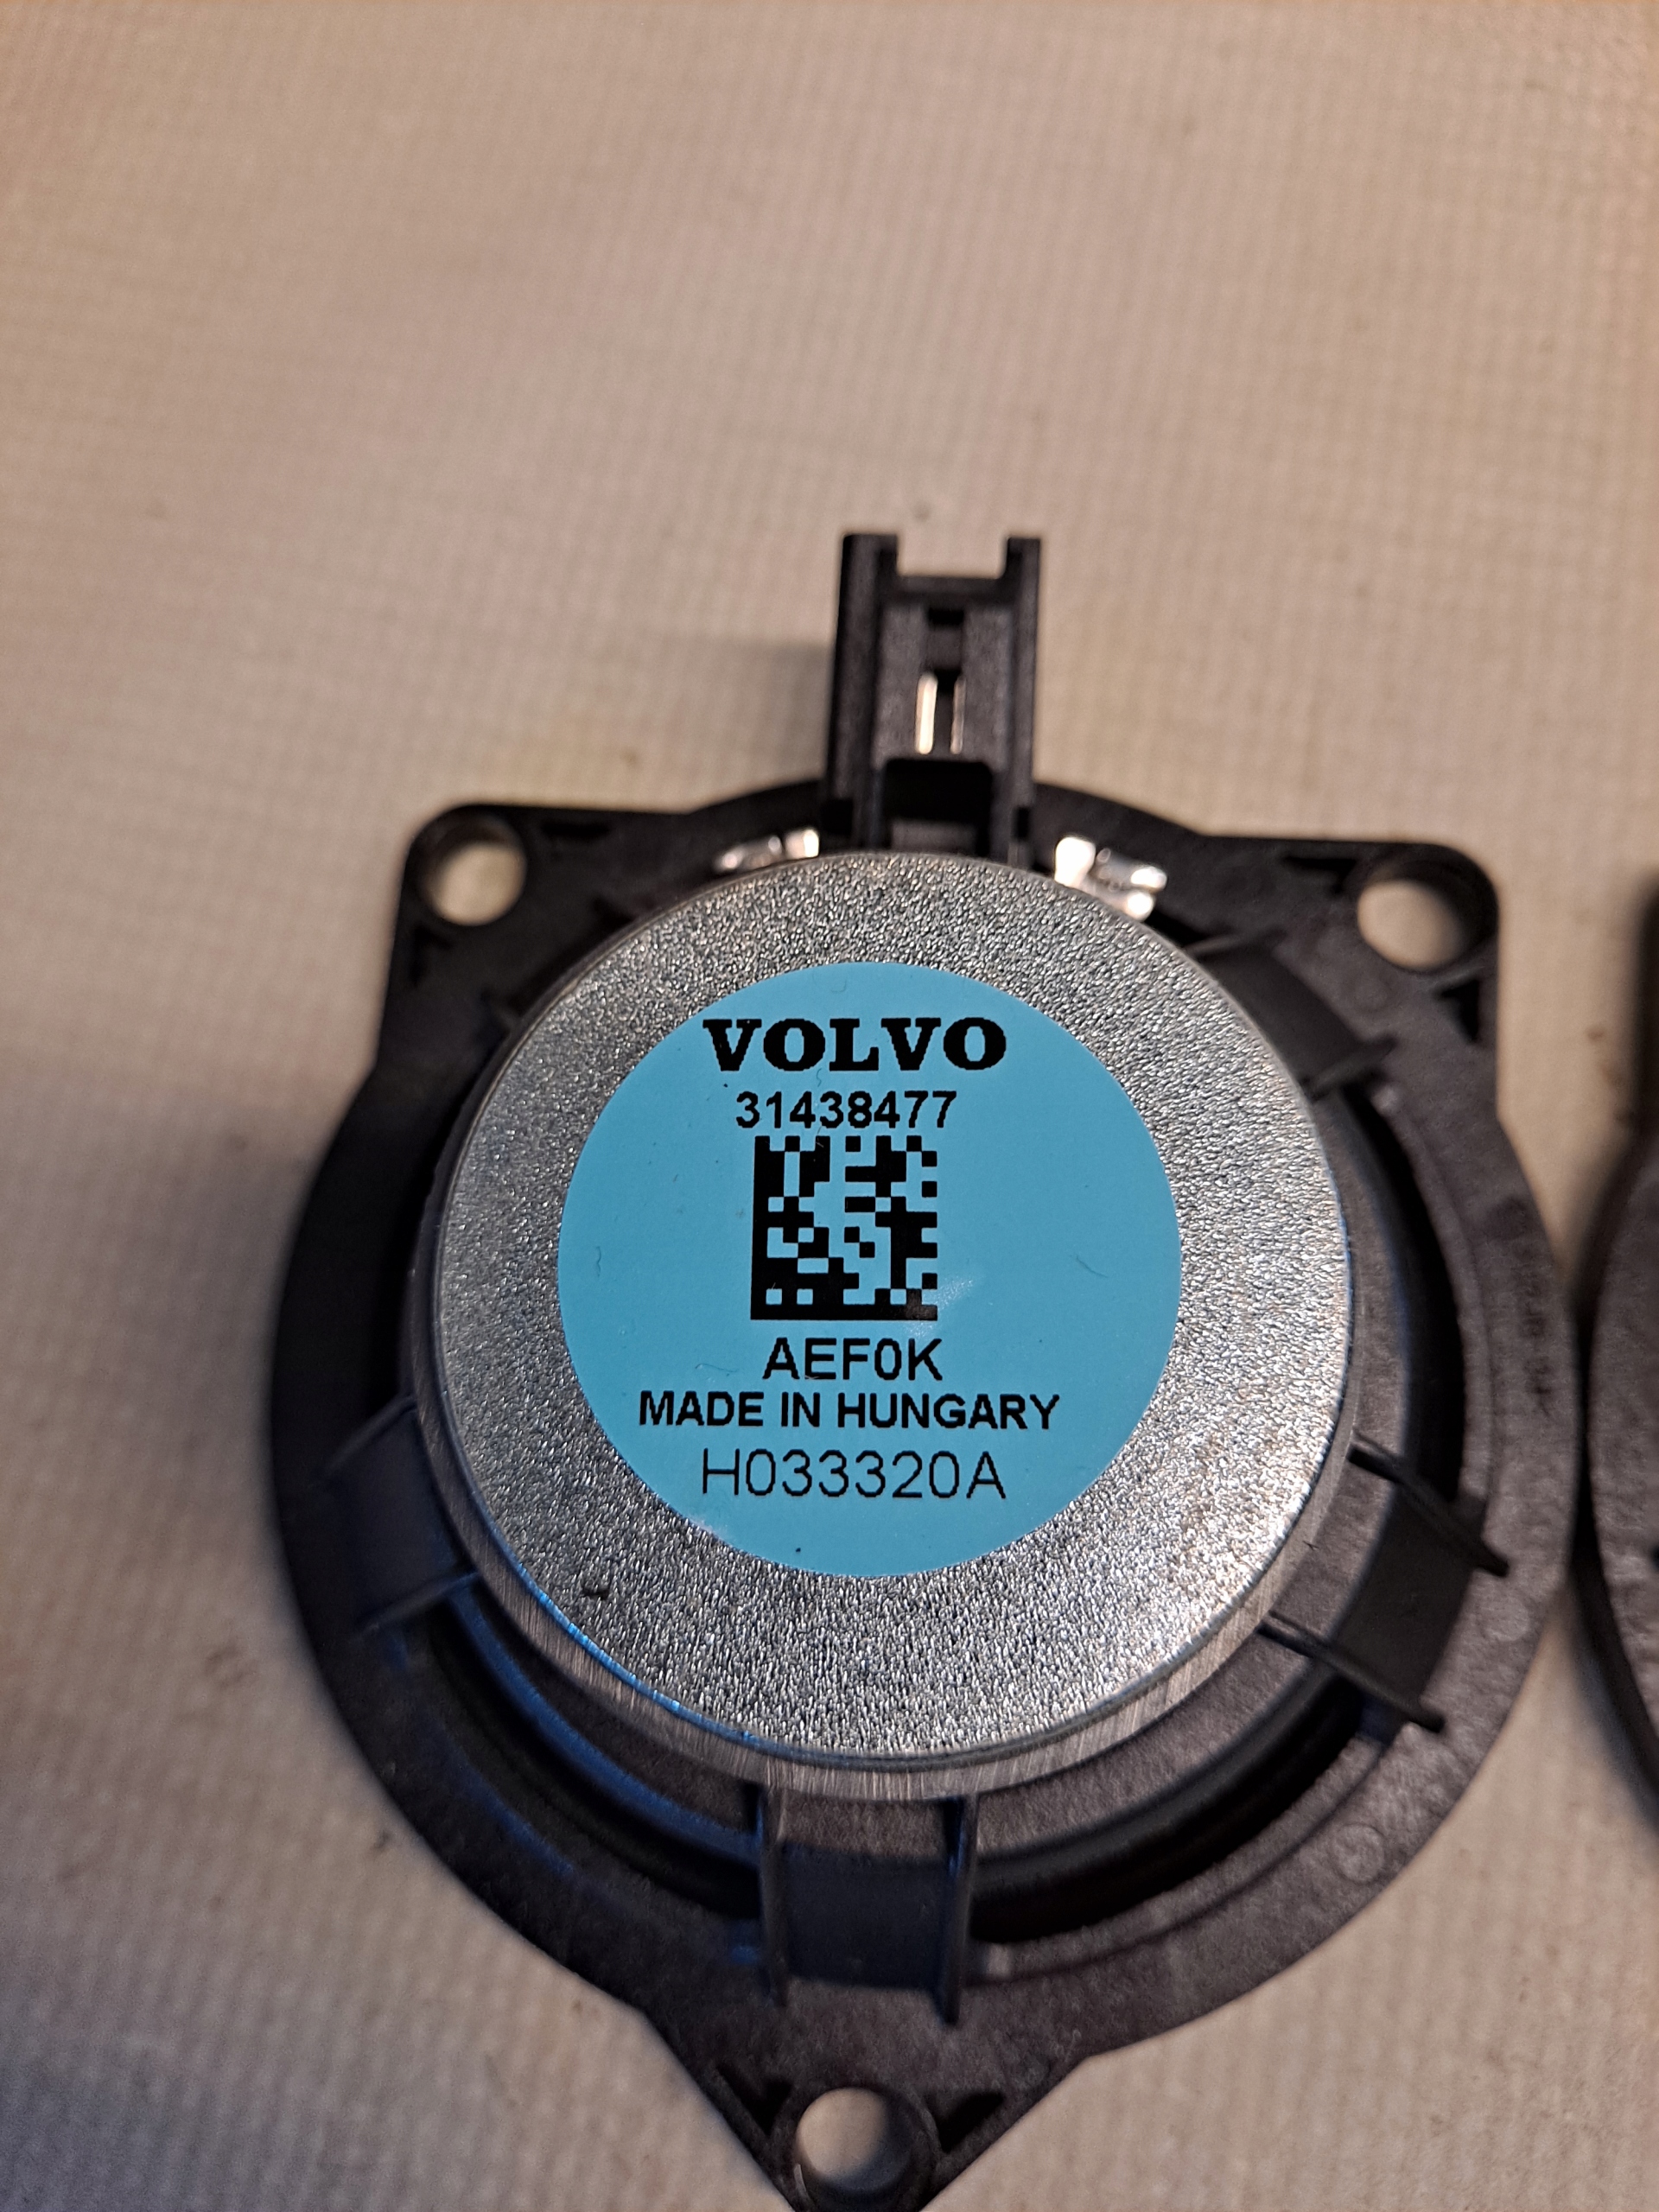 VOLVO
31438477
AEF0K
MADE IN HUNGARY
H033320A